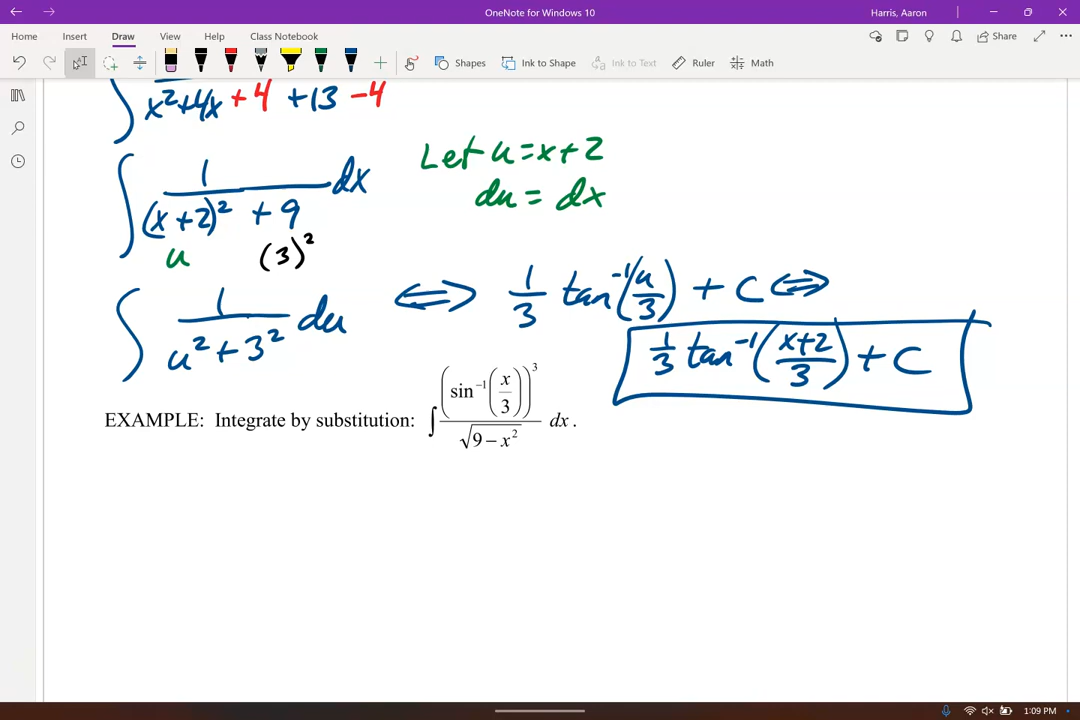 OneNote for Windows 10
Harris, Aaron
Home Insert Draw View Help Class Notebook
Share
Shapes Ink to Shape Ink to Text Ruler Math
∫ x²+4x +4 +13 -4
∫ 1/((x+2)² + 9) dx
Let u = x+2
du = dx
u (3)²
∫ 1/(u² + 3²) du ⟺ 1/3 tan⁻¹(u/3) + C ⟺
1/3 tan⁻¹((x+2)/3) + C
EXAMPLE: Integrate by substitution: ∫ (sin⁻¹(x/3))³/√(9−x²) dx.
1:09 PM